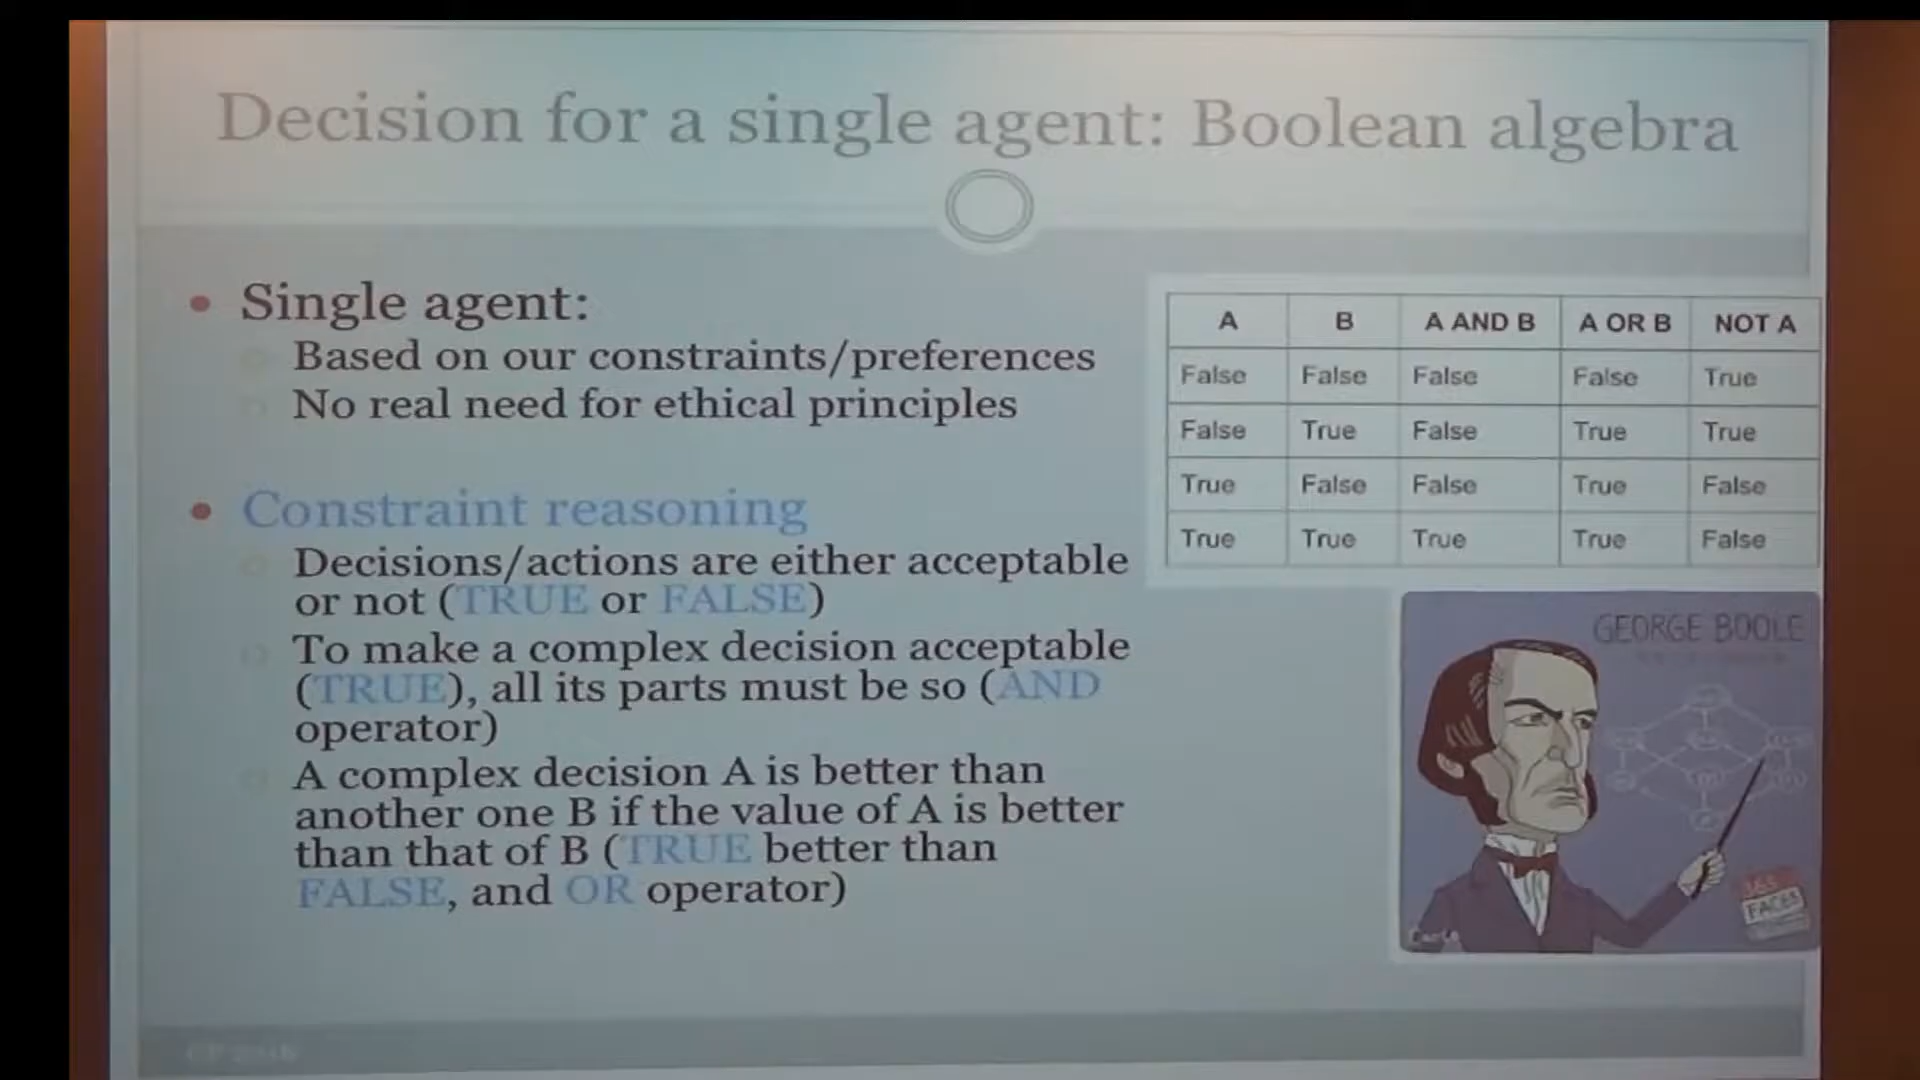 Decision for a single agent: Boolean algebra
Single agent:
Based on our constraints/preferences
No real need for ethical principles
Constraint reasoning
Decisions/actions are either acceptable
or not (TRUE or FALSE)
To make a complex decision acceptable
(TRUE), all its parts must be so (AND
operator)
A complex decision A is better than
another one B if the value of A is better
than that of B (TRUE better than
FALSE, and OR operator)
A B A AND B A OR B NOT A
False False False False True
False True False True True
True False False True False
True True True True False
GEORGE BOOLE
365
FACES